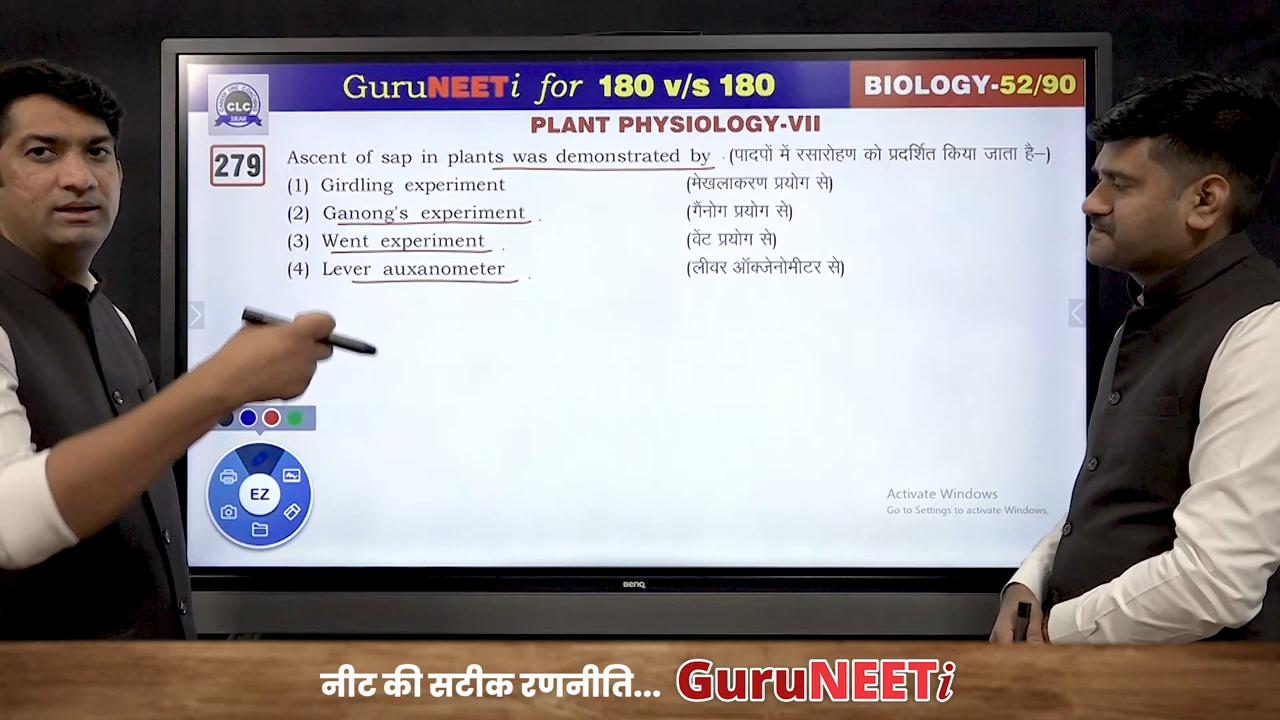 GuruNEETi for 180 v/s 180
BIOLOGY-52/90
CLC
SIKAR
PLANT PHYSIOLOGY-VII
279 Ascent of sap in plants was demonstrated by (पादपों में रसारोहण को प्रदर्शित किया जाता है–)
(1) Girdling experiment (मेखलाकरण प्रयोग से)
(2) Ganong's experiment (गैंनोग प्रयोग से)
(3) Went experiment (वेंट प्रयोग से)
(4) Lever auxanometer (लीवर ऑक्जेनोमीटर से)
EZ
Activate Windows
Go to Settings to activate Windows.
BenQ
नीट की सटीक रणनीति... GuruNEETi